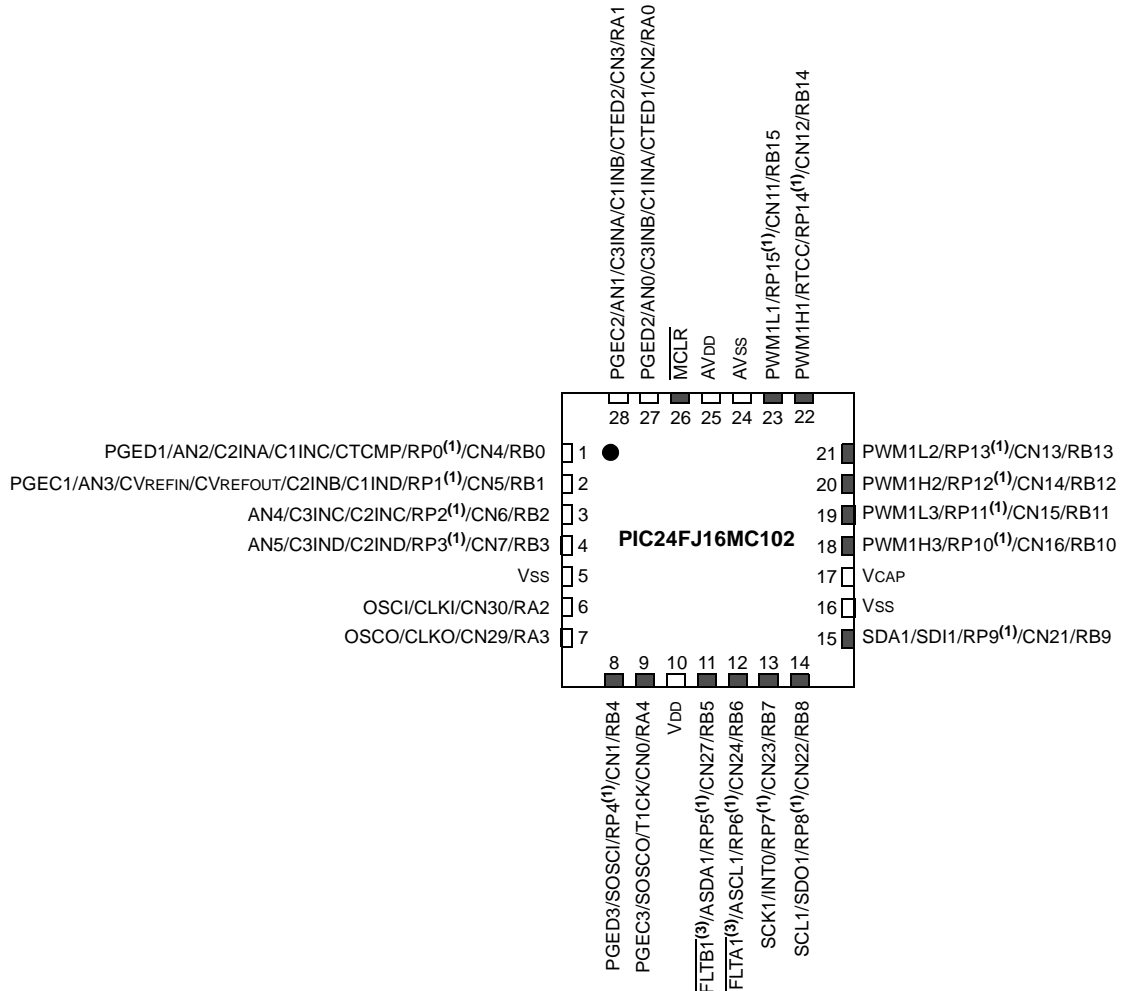 PGEC2/AN1/C3INA/C1INB/CTED2/CN3/RA1
PGED2/AN0/C3INB/C1INA/CTED1/CN2/RA0
MCLR
AVDD
AVSS
PWM1L1/RP15(1)/CN11/RB15
PWM1H1/RTCC/RP14(1)/CN12/RB14
28 27 26 25 24 23 22
PGED1/AN2/C2INA/C1INC/CTCMP/RP0(1)/CN4/RB0 1
PGEC1/AN3/CVREFIN/CVREFOUT/C2INB/C1IND/RP1(1)/CN5/RB1 2
AN4/C3INC/C2INC/RP2(1)/CN6/RB2 3
AN5/C3IND/C2IND/RP3(1)/CN7/RB3 4
VSS 5
OSCI/CLKI/CN30/RA2 6
OSCO/CLKO/CN29/RA3 7
PIC24FJ16MC102
21 PWM1L2/RP13(1)/CN13/RB13
20 PWM1H2/RP12(1)/CN14/RB12
19 PWM1L3/RP11(1)/CN15/RB11
18 PWM1H3/RP10(1)/CN16/RB10
17 VCAP
16 VSS
15 SDA1/SDI1/RP9(1)/CN21/RB9
8 9 10 11 12 13 14
PGED3/SOSCI/RP4(1)/CN1/RB4
PGEC3/SOSCO/T1CK/CN0/RA4
VDD
FLTB1(3)/ASDA1/RP5(1)/CN27/RB5
FLTA1(3)/ASCL1/RP6(1)/CN24/RB6
SCK1/INT0/RP7(1)/CN23/RB7
SCL1/SDO1/RP8(1)/CN22/RB8